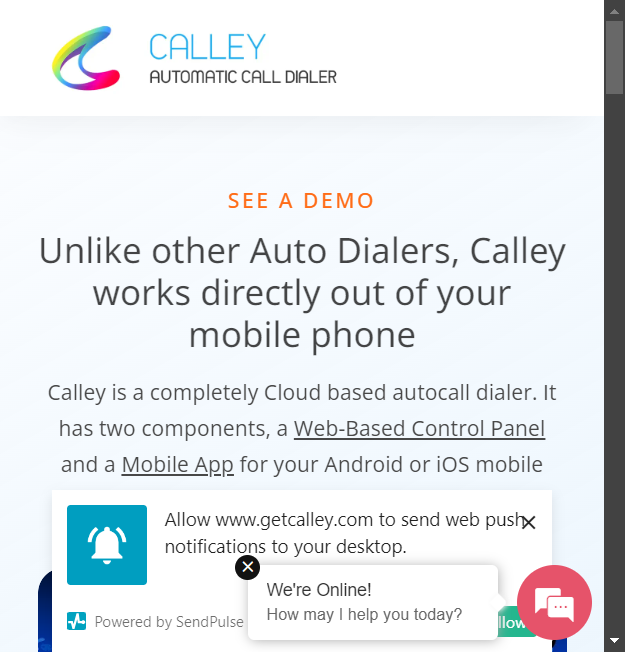 CALLEY
AUTOMATIC CALL DIALER
SEE A DEMO
Unlike other Auto Dialers, Calley
works directly out of your
mobile phone
Calley is a completely Cloud based autocall dialer. It
has two components, a Web-Based Control Panel
and a Mobile App for your Android or iOS mobile
Allow www.getcalley.com to send web push
notifications to your desktop.
We're Online!
How may I help you today?
Powered by SendPulse